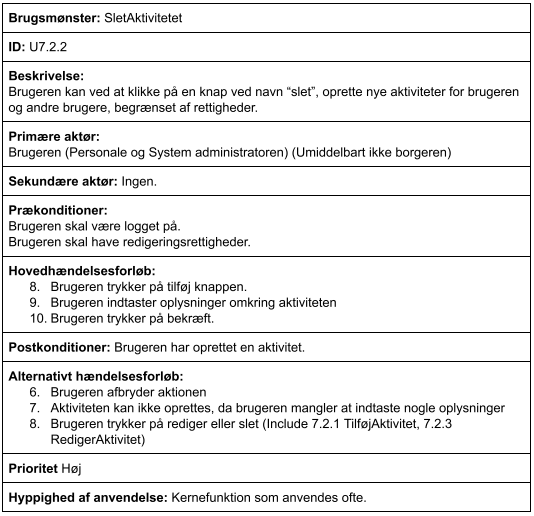 Brugsmønster: SletAktivitetet
ID: U7.2.2
Beskrivelse:
Brugeren kan ved at klikke på en knap ved navn “slet”, oprette nye aktiviteter for brugeren
og andre brugere, begrænset af rettigheder.
Primære aktør:
Brugeren (Personale og System administratoren) (Umiddelbart ikke borgeren)
Sekundære aktør: Ingen.
Prækonditioner:
Brugeren skal være logget på.
Brugeren skal have redigeringsrettigheder.
Hovedhændelsesforløb:
8. Brugeren trykker på tilføj knappen.
9. Brugeren indtaster oplysninger omkring aktiviteten
10. Brugeren trykker på bekræft.
Postkonditioner: Brugeren har oprettet en aktivitet.
Alternativt hændelsesforløb:
6. Brugeren afbryder aktionen
7. Aktiviteten kan ikke oprettes, da brugeren mangler at indtaste nogle oplysninger
8. Brugeren trykker på rediger eller slet (Include 7.2.1 TilføjAktivitet, 7.2.3
RedigerAktivitet)
Prioritet Høj
Hyppighed af anvendelse: Kernefunktion som anvendes ofte.